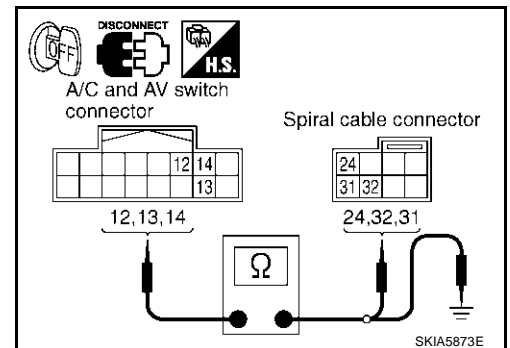 OFF
DISCONNECT
H.S.
A/C and AV switch
connector
Spiral cable connector
12 14
13
24
31 32
12,13,14
24,32,31
Ω
SKIA5873E